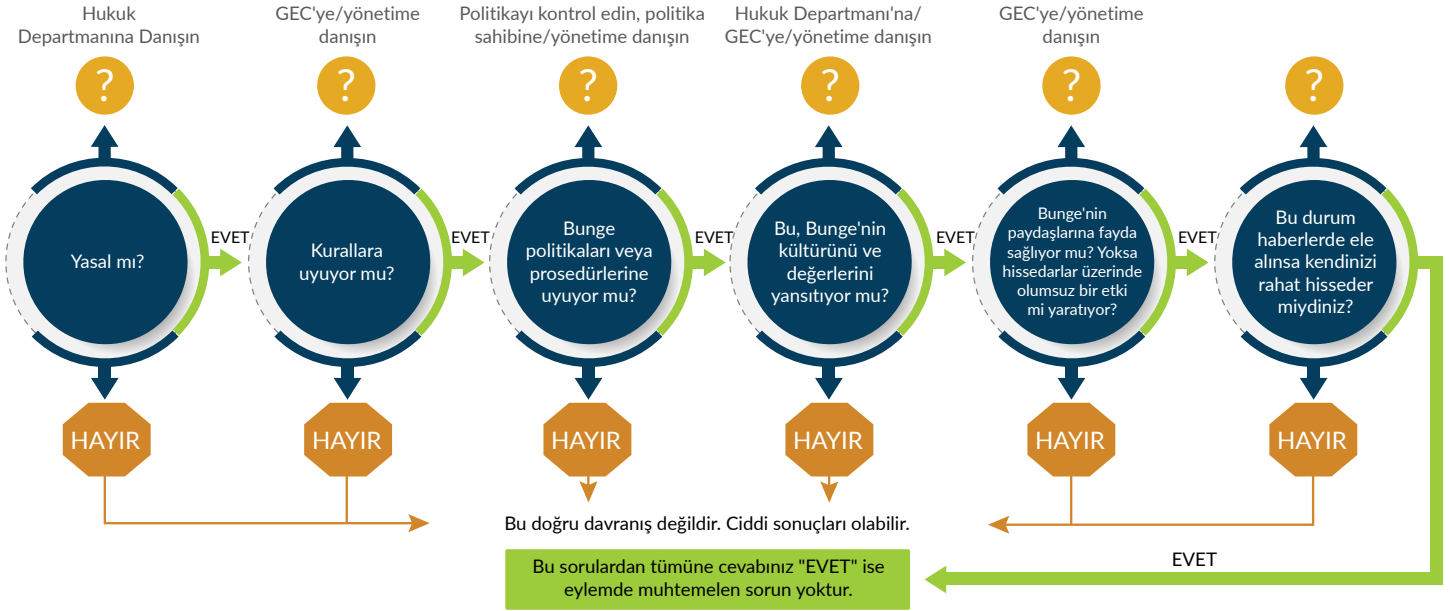 Hukuk
Departmanına Danışın
GEC'ye/yönetime
danışın
Politikayı kontrol edin, politika
sahibine/yönetime danışın
Hukuk Departmanı'na/
GEC'ye/yönetime danışın
GEC'ye/yönetime
danışın
?
?
?
?
?
?
Yasal mı?
EVET
Kurallara
uyuyor mu?
EVET
Bunge
politikaları veya
prosedürlerine
uyuyor mu?
EVET
Bu, Bunge'nin
kültürünü ve
değerlerini
yansıtıyor mu?
EVET
Bunge'nin
paydaşlarına fayda
sağlıyor mu? Yoksa
hissedarlar üzerinde
olumsuz bir etki
mi yaratıyor?
EVET
Bu durum
haberlerde ele
alınsa kendinizi
rahat hisseder
miydiniz?
HAYIR
HAYIR
HAYIR
HAYIR
HAYIR
HAYIR
Bu doğru davranış değildir. Ciddi sonuçları olabilir.
EVET
Bu sorulardan tümüne cevabınız "EVET" ise
eylemde muhtemelen sorun yoktur.